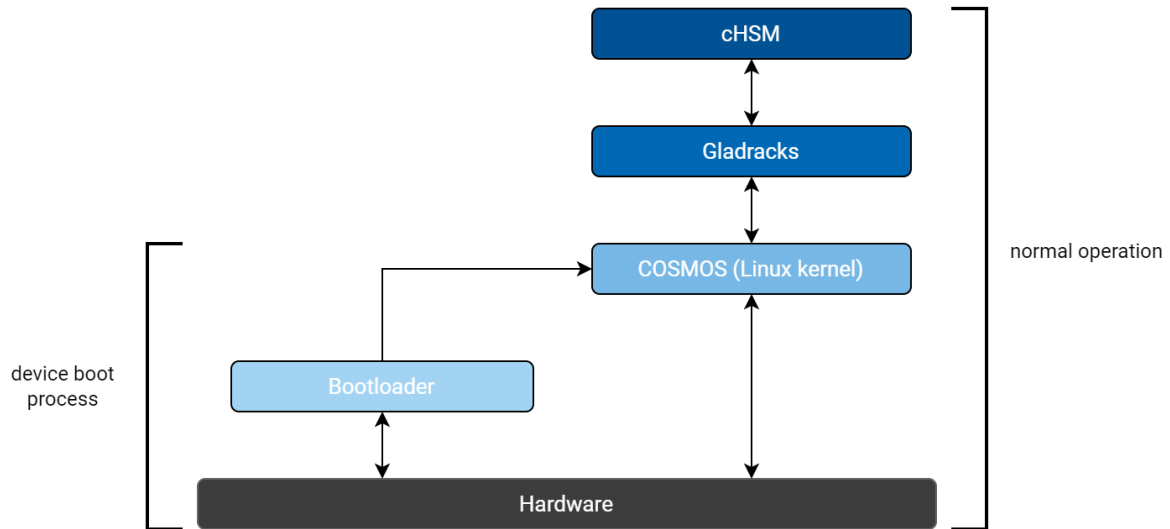 cHSM
Gladracks
COSMOS (Linux kernel)
normal operation
device boot
process
Bootloader
Hardware